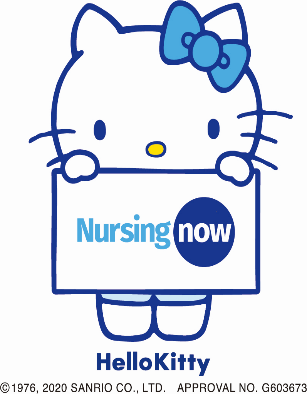 Nursing now
HelloKitty
©1976, 2020 SANRIO CO., LTD. APPROVAL NO. G603673